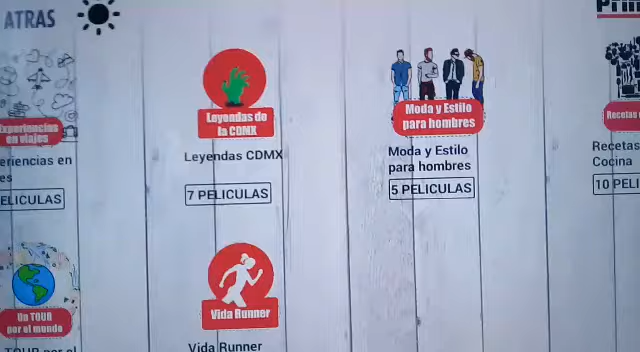 ATRAS
Experiencias
en viajes
eriencias en
es
ELICULAS
Leyendas de
la CDMX
Leyendas CDMX
7 PELICULAS
Moda y Estilo
para hombres
Moda y Estilo
para hombres
5 PELICULAS
Recetas
Recetas
Cocina
10 PELI
Un TOUR
por el mundo
TOUR por el
Vida Runner
Vida Runner